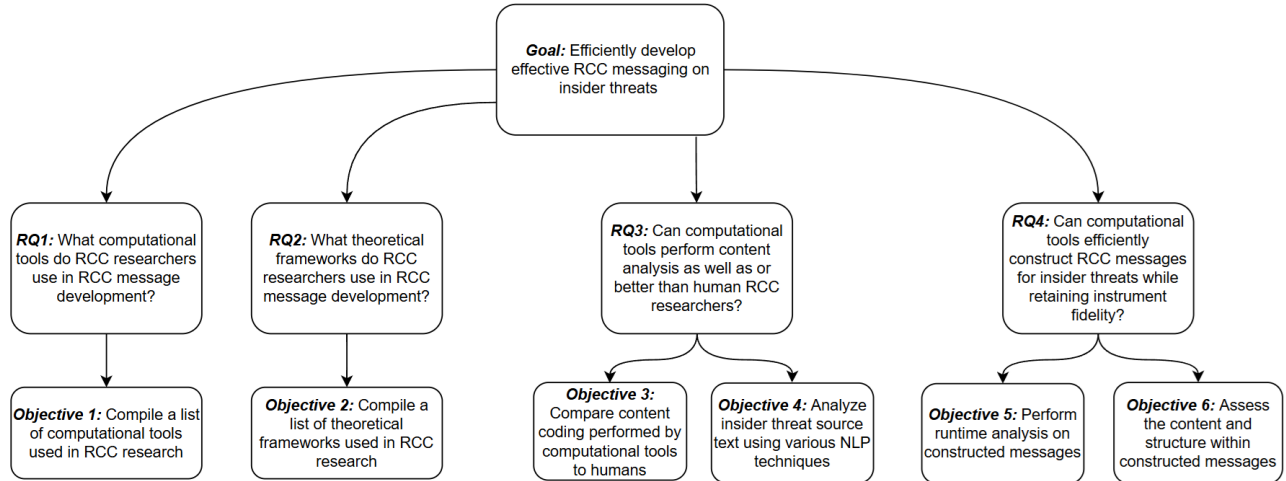 Goal: Efficiently develop
effective RCC messaging on
insider threats
RQ1: What computational
tools do RCC researchers
use in RCC message
development?
RQ2: What theoretical
frameworks do RCC
researchers use in RCC
message development?
RQ3: Can computational
tools perform content
analysis as well as or
better than human RCC
researchers?
RQ4: Can computational
tools efficiently
construct RCC messages
for insider threats while
retaining instrument
fidelity?
Objective 1: Compile a list
of computational tools
used in RCC research
Objective 2: Compile a
list of theoretical
frameworks used in RCC
research
Objective 3:
Compare content
coding performed by
computational tools
to humans
Objective 4: Analyze
insider threat source
text using various NLP
techniques
Objective 5: Perform
runtime analysis on
constructed messages
Objective 6: Assess
the content and
structure within
constructed messages